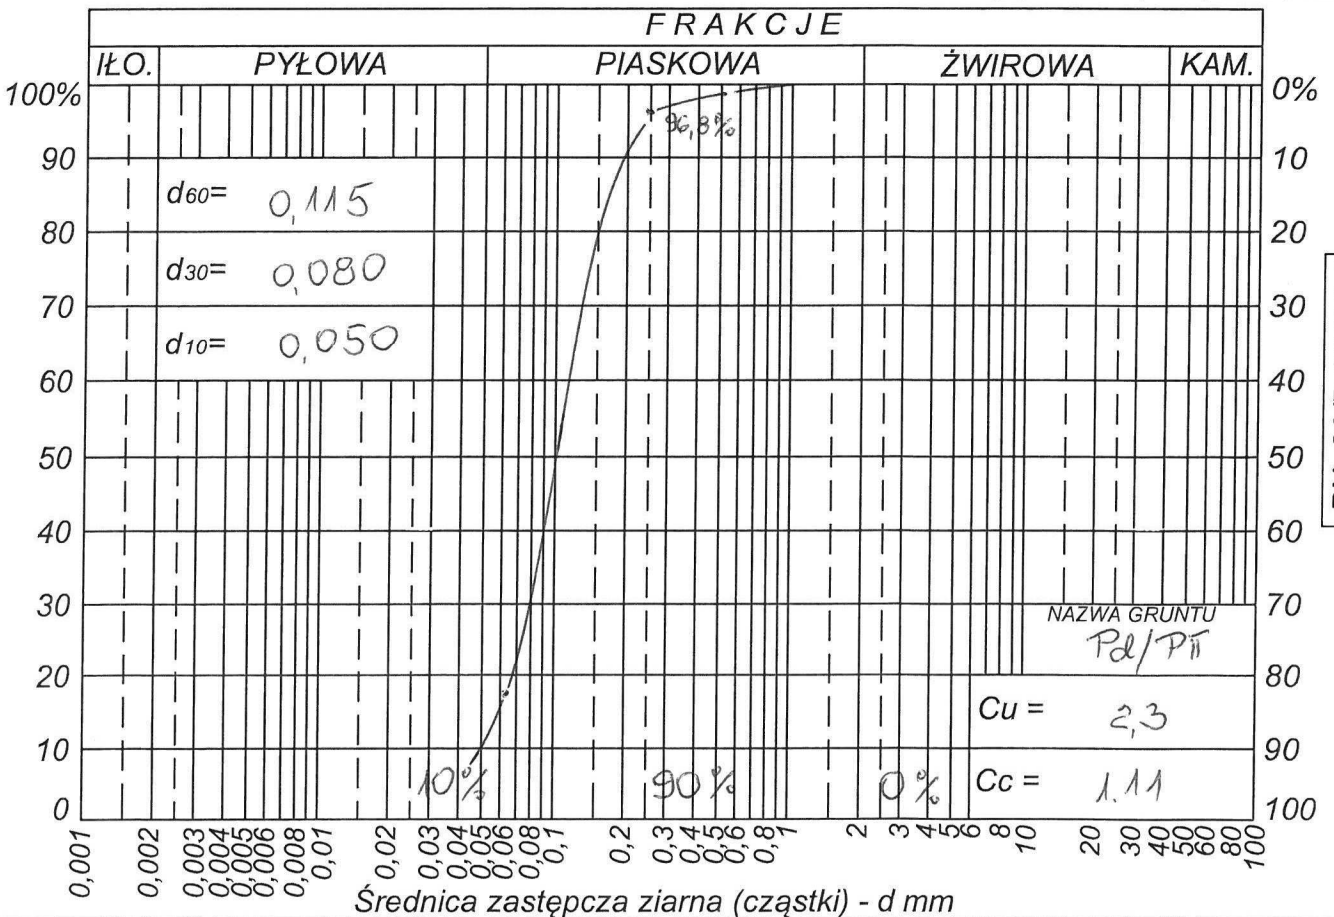 FRAKCJE
IŁO. PYŁOWA PIASKOWA ŻWIROWA KAM.
100% 0%
96,8%
90 10
d60= 0,115
80 20
d30= 0,080
70 30
d10= 0,050
60 40
50 50
40 60
30 70
NAZWA GRUNTU
Pd/Pπ
20 80
Cu = 2,3
10 90
10% 90% 0% Cc = 1.11
0 100
0,001 0,002 0,003 0,004 0,005 0,006 0,008 0,01 0,02 0,03 0,04 0,05 0,06 0,08 0,1 0,2 0,3 0,4 0,5 0,6 0,8 1 2 3 4 5 6 8 10 20 30 40 50 60 80 100
Średnica zastępcza ziarna (cząstki) - d mm